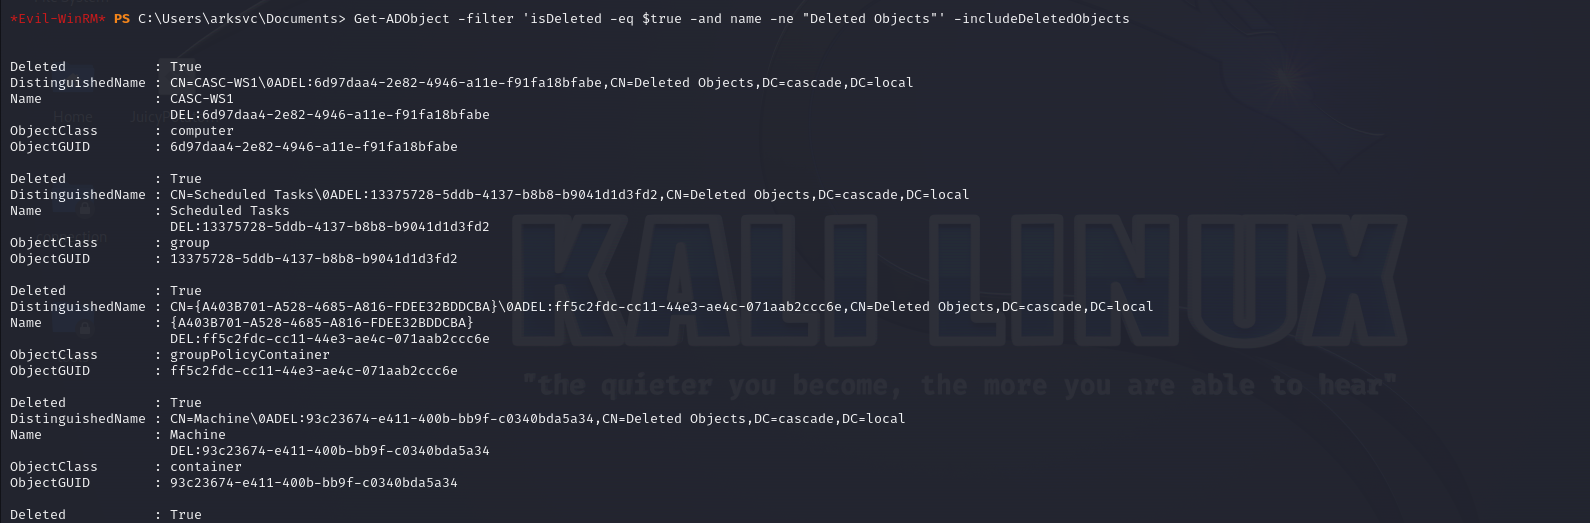 *Evil-WinRM* PS C:\Users\arksvc\Documents> Get-ADObject -filter 'isDeleted -eq $true -and name -ne "Deleted Objects"' -includeDeletedObjects
Deleted           : True
DistinguishedName : CN=CASC-WS1\0ADEL:6d97daa4-2e82-4946-a11e-f91fa18bfabe,CN=Deleted Objects,DC=cascade,DC=local
Name              : CASC-WS1
                    DEL:6d97daa4-2e82-4946-a11e-f91fa18bfabe
ObjectClass       : computer
ObjectGUID        : 6d97daa4-2e82-4946-a11e-f91fa18bfabe
Deleted           : True
DistinguishedName : CN=Scheduled Tasks\0ADEL:13375728-5ddb-4137-b8b8-b9041d1d3fd2,CN=Deleted Objects,DC=cascade,DC=local
Name              : Scheduled Tasks
                    DEL:13375728-5ddb-4137-b8b8-b9041d1d3fd2
ObjectClass       : group
ObjectGUID        : 13375728-5ddb-4137-b8b8-b9041d1d3fd2
Deleted           : True
DistinguishedName : CN={A403B701-A528-4685-A816-FDEE32BDDCBA}\0ADEL:ff5c2fdc-cc11-44e3-ae4c-071aab2ccc6e,CN=Deleted Objects,DC=cascade,DC=local
Name              : {A403B701-A528-4685-A816-FDEE32BDDCBA}
                    DEL:ff5c2fdc-cc11-44e3-ae4c-071aab2ccc6e
ObjectClass       : groupPolicyContainer
ObjectGUID        : ff5c2fdc-cc11-44e3-ae4c-071aab2ccc6e
Deleted           : True
DistinguishedName : CN=Machine\0ADEL:93c23674-e411-400b-bb9f-c0340bda5a34,CN=Deleted Objects,DC=cascade,DC=local
Name              : Machine
                    DEL:93c23674-e411-400b-bb9f-c0340bda5a34
ObjectClass       : container
ObjectGUID        : 93c23674-e411-400b-bb9f-c0340bda5a34
Deleted           : True
Home
KALI LINUX
"the quieter you become, the more you are able to hear"